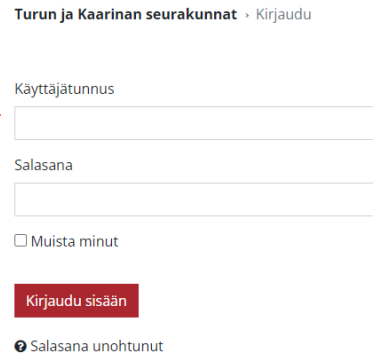 Turun ja Kaarinan seurakunnat › Kirjaudu
Käyttäjätunnus
Salasana
Muista minut
Kirjaudu sisään
Salasana unohtunut